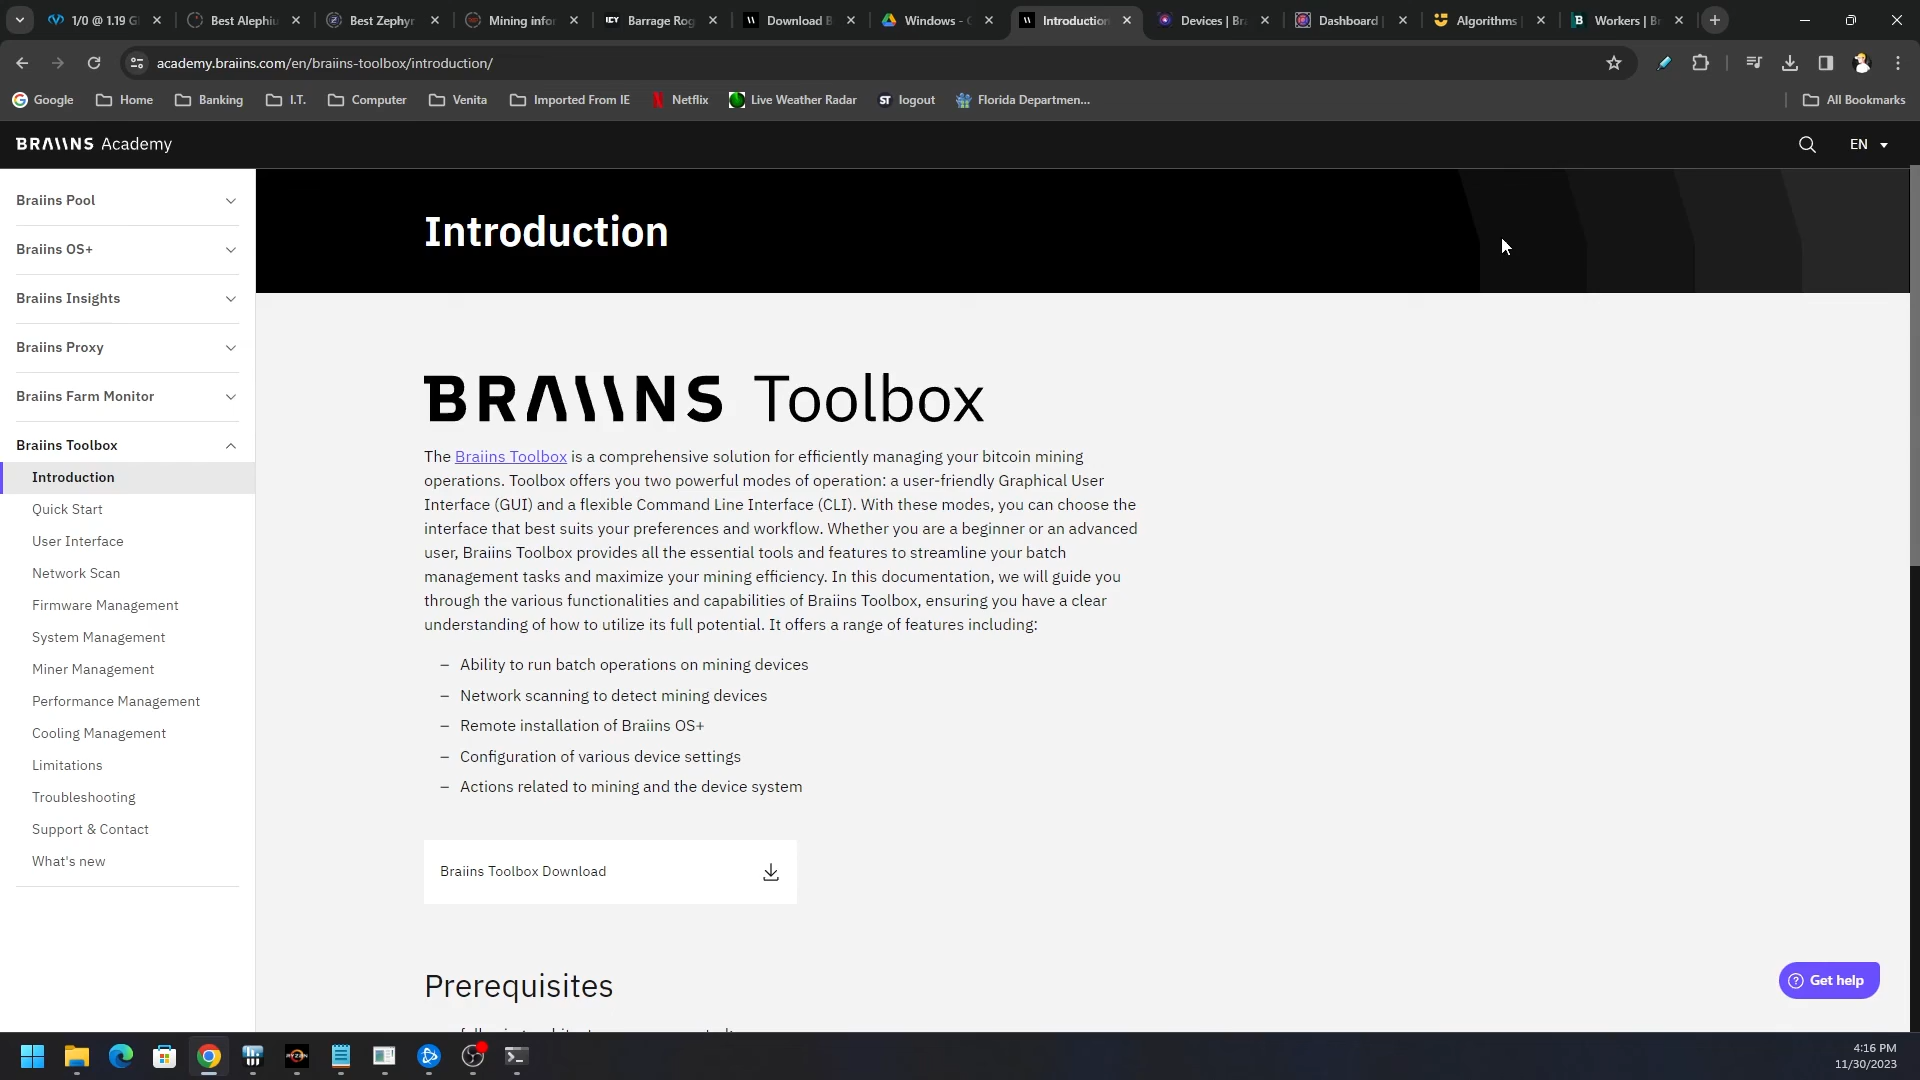 1/0 @ 1.19 G
Best Alephiu
Best Zephyr
Mining infor
Barrage Rog
Download B
Windows - G
Introduction
Devices | Bra
Dashboard |
Algorithms |
Workers | Br
academy.braiins.com/en/braiins-toolbox/introduction/
Google
Home
Banking
I.T.
Computer
Venita
Imported From IE
Netflix
Live Weather Radar
ST logout
Florida Departmen...
All Bookmarks
BRAIINS Academy
EN
Braiins Pool
Braiins OS+
Braiins Insights
Braiins Proxy
Braiins Farm Monitor
Braiins Toolbox
Introduction
Quick Start
User Interface
Network Scan
Firmware Management
System Management
Miner Management
Performance Management
Cooling Management
Limitations
Troubleshooting
Support & Contact
What's new
Introduction
BRAIINS Toolbox
The Braiins Toolbox is a comprehensive solution for efficiently managing your bitcoin mining
operations. Toolbox offers you two powerful modes of operation: a user-friendly Graphical User
Interface (GUI) and a flexible Command Line Interface (CLI). With these modes, you can choose the
interface that best suits your preferences and workflow. Whether you are a beginner or an advanced
user, Braiins Toolbox provides all the essential tools and features to streamline your batch
management tasks and maximize your mining efficiency. In this documentation, we will guide you
through the various functionalities and capabilities of Braiins Toolbox, ensuring you have a clear
understanding of how to utilize its full potential. It offers a range of features including:
– Ability to run batch operations on mining devices
– Network scanning to detect mining devices
– Remote installation of Braiins OS+
– Configuration of various device settings
– Actions related to mining and the device system
Braiins Toolbox Download
Prerequisites
Get help
RYZEN
4:16 PM
11/30/2023